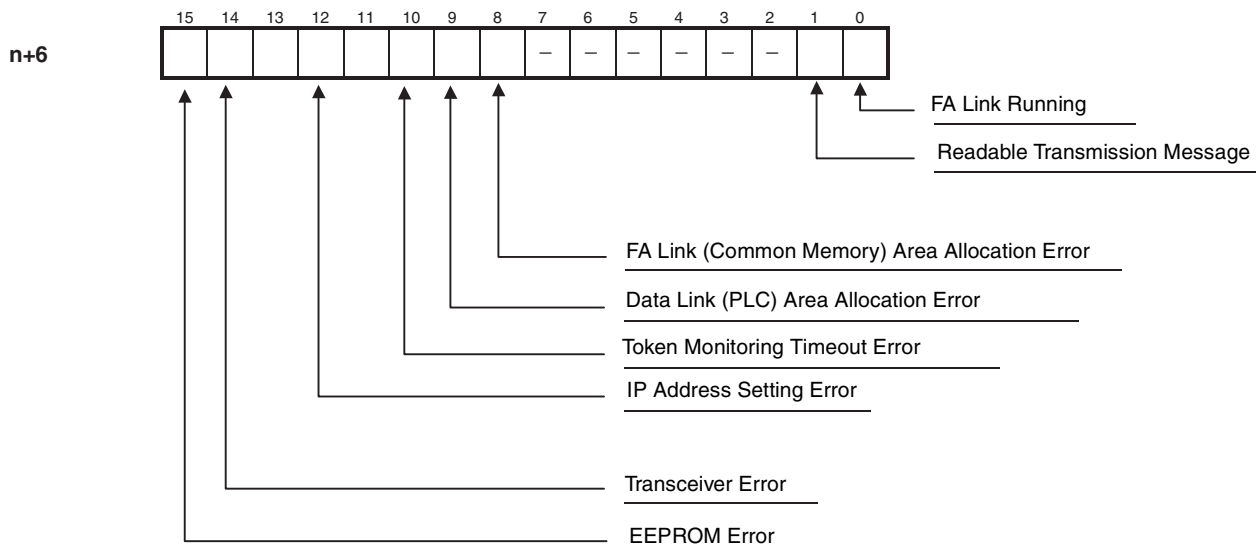 15 14 13 12 11 10 9 8 7 6 5 4 3 2 1 0
n+6 – – – – – –
FA Link Running
Readable Transmission Message
FA Link (Common Memory) Area Allocation Error
Data Link (PLC) Area Allocation Error
Token Monitoring Timeout Error
IP Address Setting Error
Transceiver Error
EEPROM Error